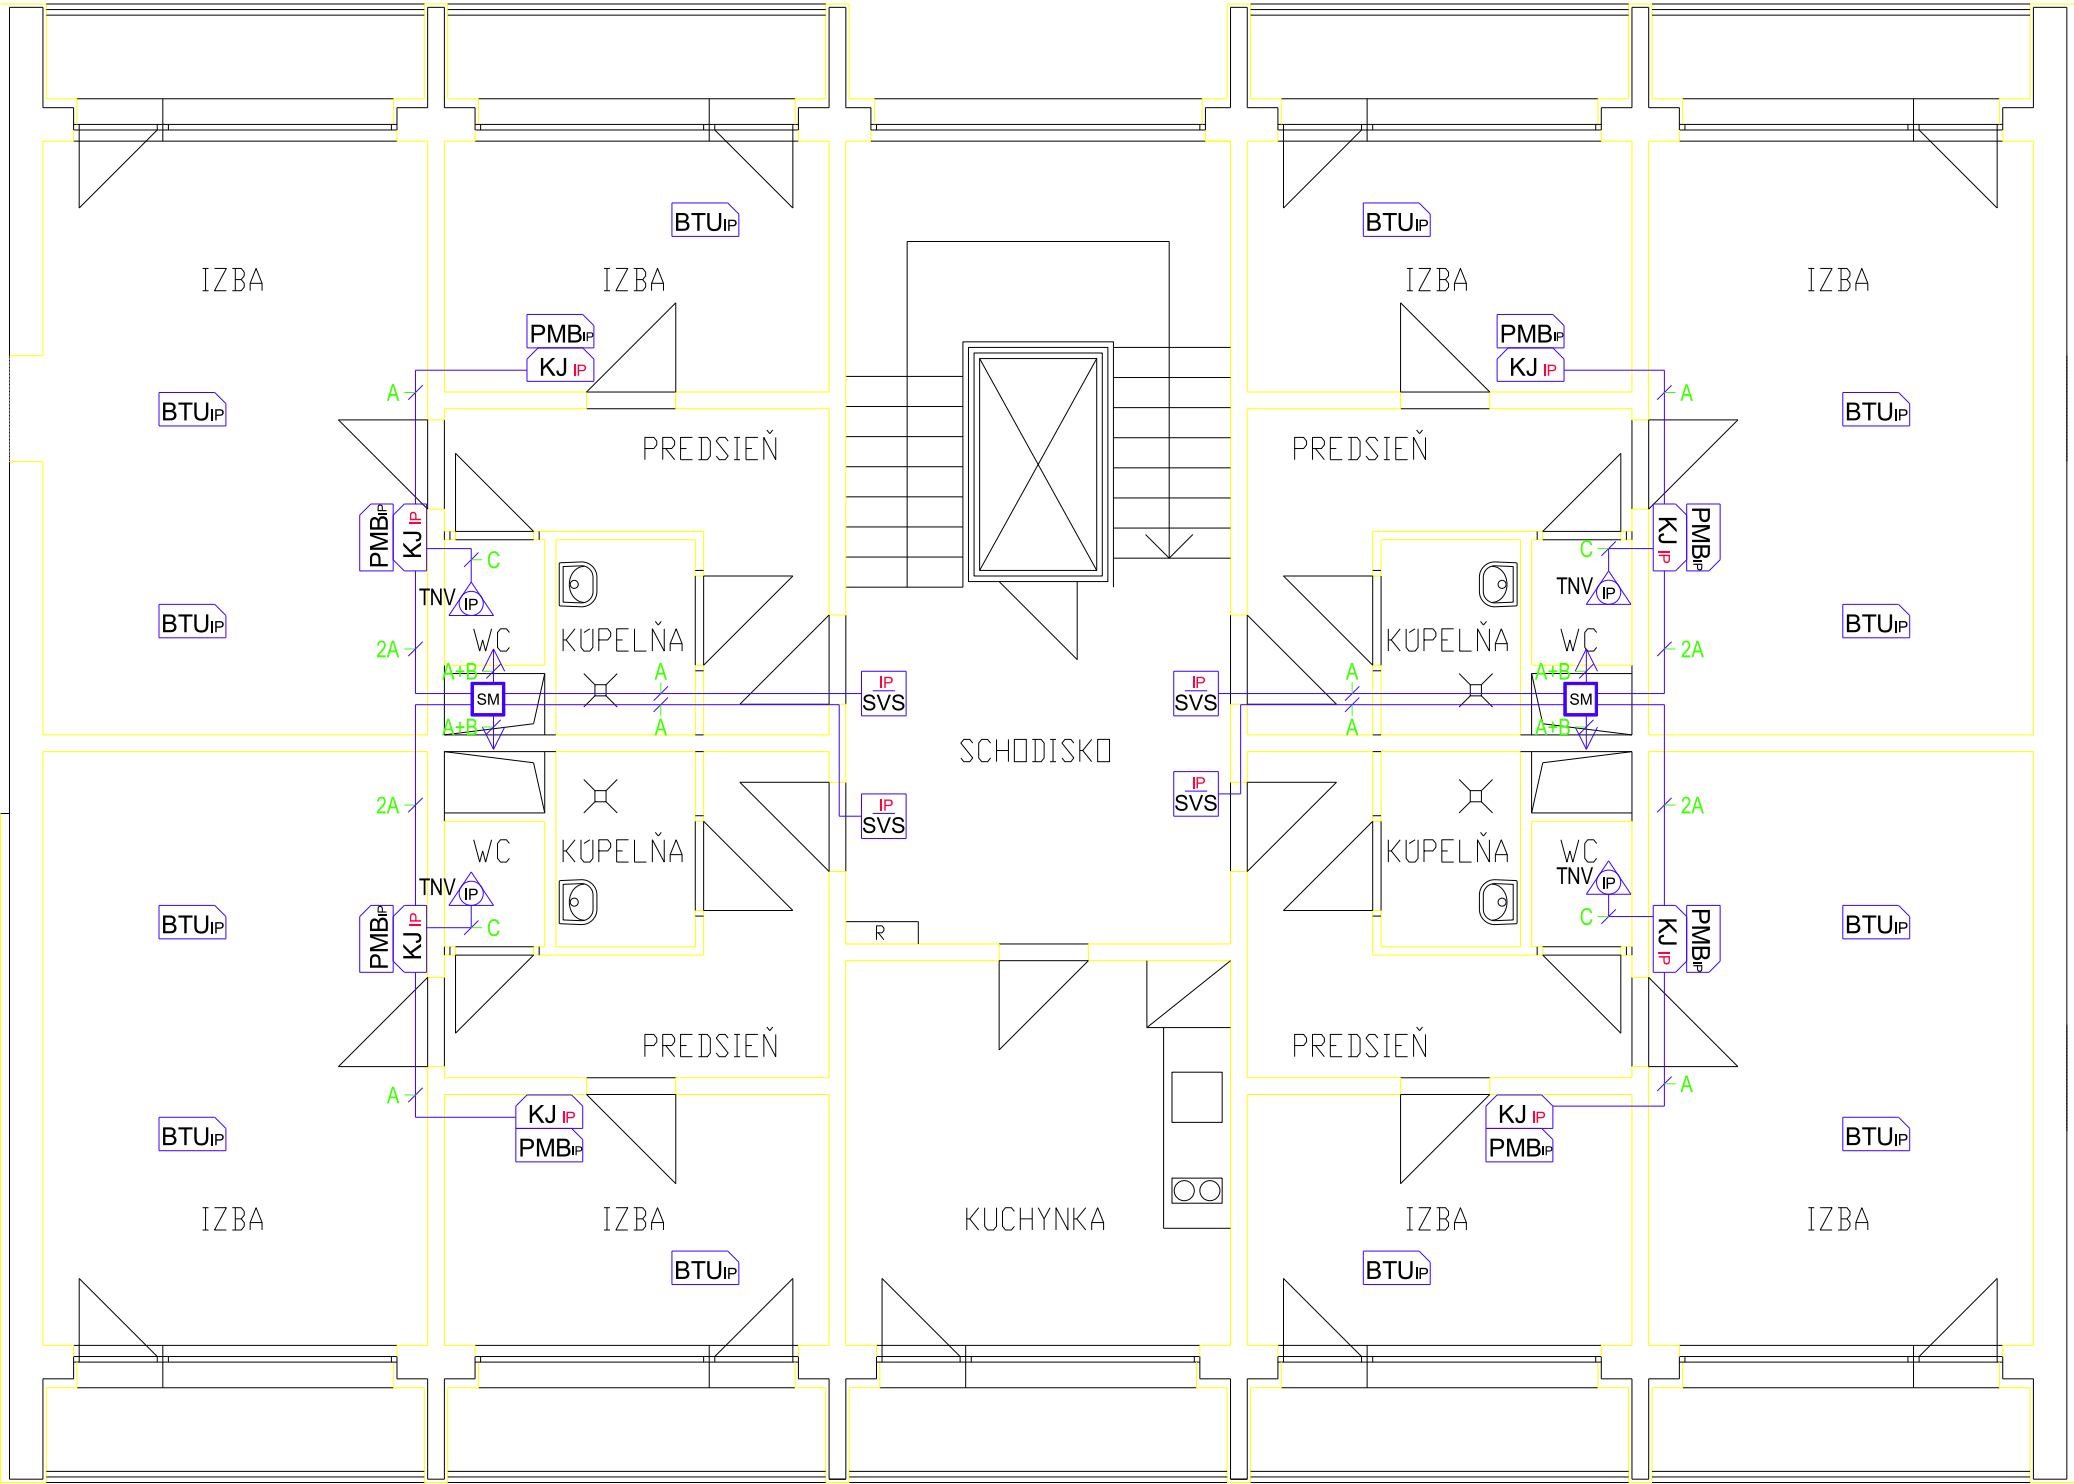 BTUIP
BTUIP
IZBA
IZBA
IZBA
IZBA
PMBIP
PMBIP
KJ IP
KJ IP
A
A
BTUIP
BTUIP
PREDSIEŇ
PREDSIEŇ
PMBIP
KJ IP
KJ IP
PMBIP
C
C
TNV
IP
TNV
IP
BTUIP
BTUIP
2A
WC
KÚPELŇA
KÚPELŇA
WC
2A
A+B
A
IP
SVS
IP
SVS
A
A+B
SM
SM
A+B
A
A
A+B
SCHODISKO
2A
IP
SVS
IP
SVS
2A
WC
KÚPELŇA
KÚPELŇA
WC
TNV
IP
TNV
IP
BTUIP
PMBIP
KJ IP
C
R
C
KJ IP
PMBIP
BTUIP
PREDSIEŇ
PREDSIEŇ
A
A
KJ IP
KJ IP
BTUIP
PMBIP
PMBIP
BTUIP
IZBA
IZBA
KUCHYNKA
IZBA
IZBA
BTUIP
BTUIP